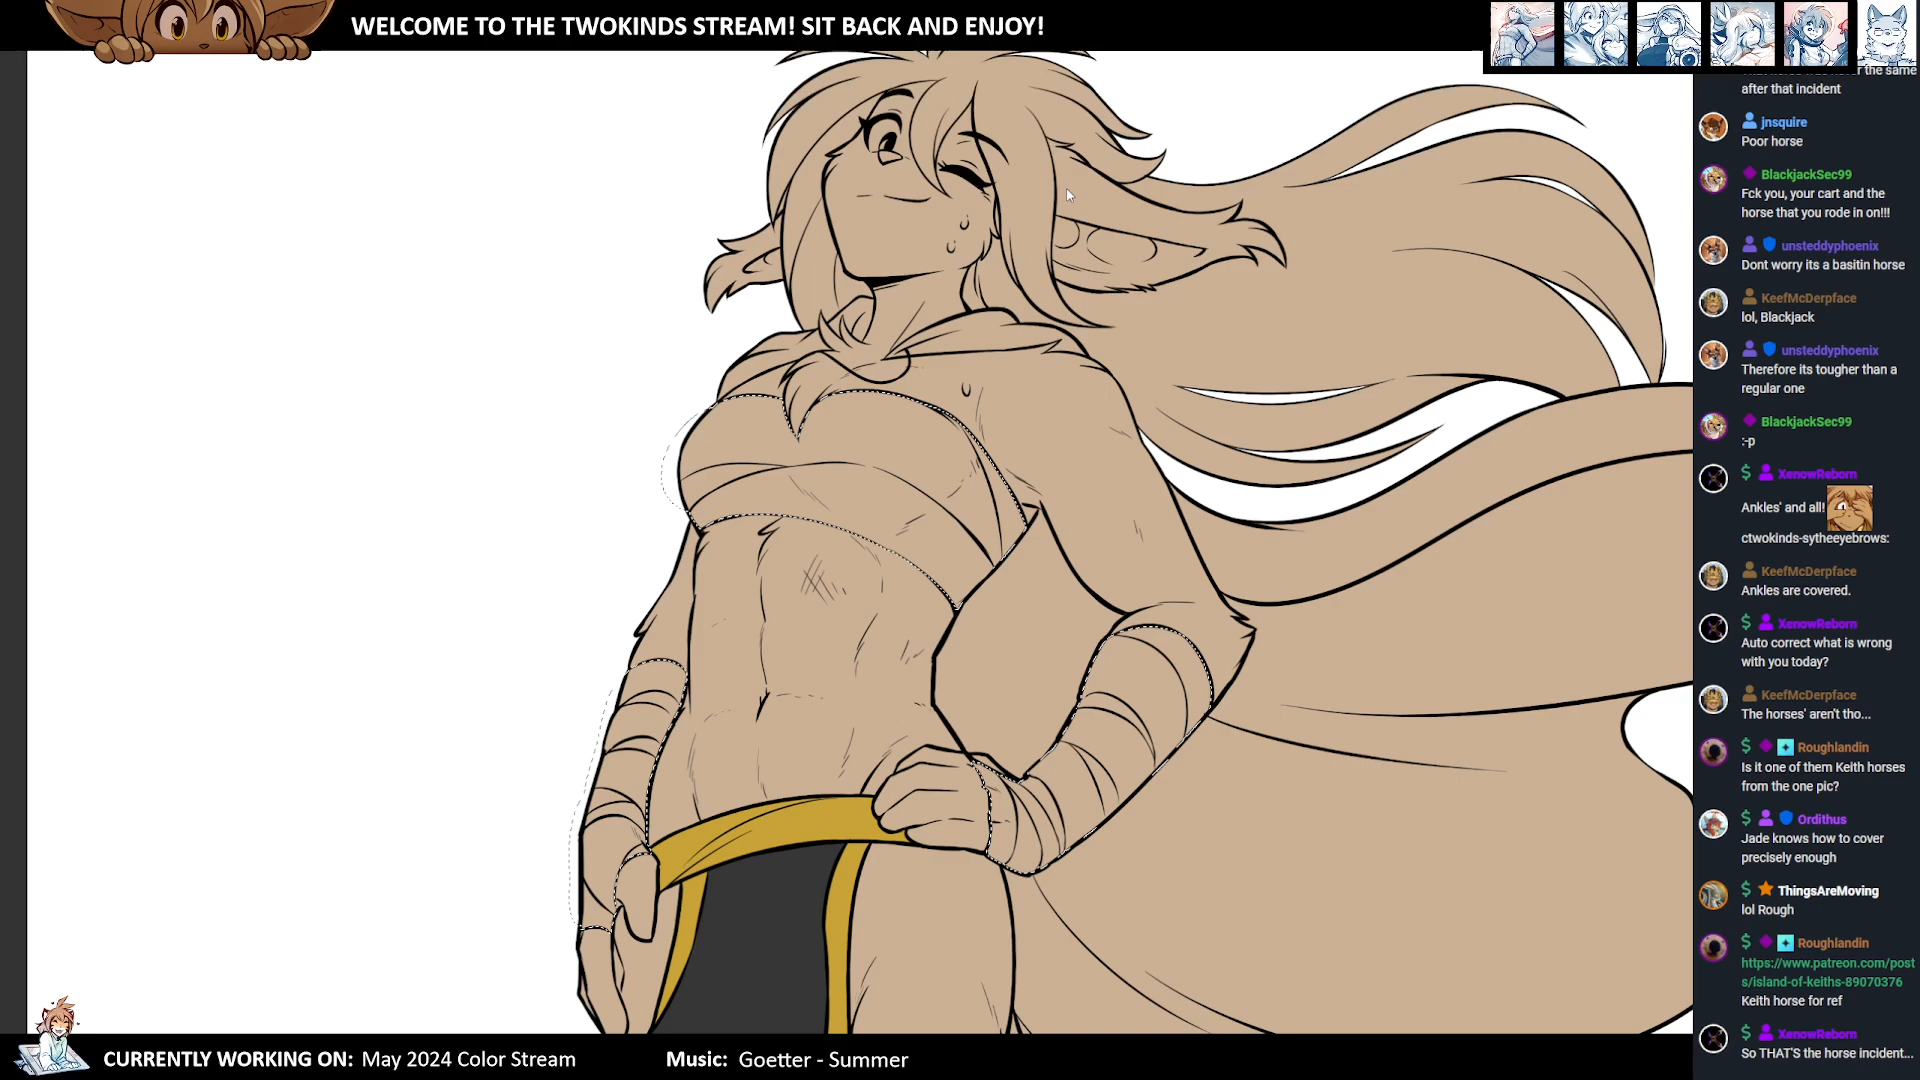 WELCOME TO THE TWOKINDS STREAM! SIT BACK AND ENJOY!
the same
after that incident
jnsquire
Poor horse
BlackjackSec99
Fck you, your cart and the
horse that you rode in on!!!
unsteddyphoenix
Dont worry its a basitin horse
KeefMcDerpface
lol, Blackjack
unsteddyphoenix
Therefore its tougher than a
regular one
BlackjackSec99
:-p
XenowReborn
Ankles' and all!
ctwokinds-sytheeyebrows:
KeefMcDerpface
Ankles are covered.
XenowReborn
Auto correct what is wrong
with you today?
KeefMcDerpface
The horses' aren't tho...
Roughlandin
Is it one of them Keith horses
from the one pic?
Ordithus
Jade knows how to cover
precisely enough
ThingsAreMoving
lol Rough
Roughlandin
https://www.patreon.com/post
s/island-of-keiths-89070376
Keith horse for ref
XenowReborn
So THAT'S the horse incident...
CURRENTLY WORKING ON: May 2024 Color Stream
Music: Goetter - Summer